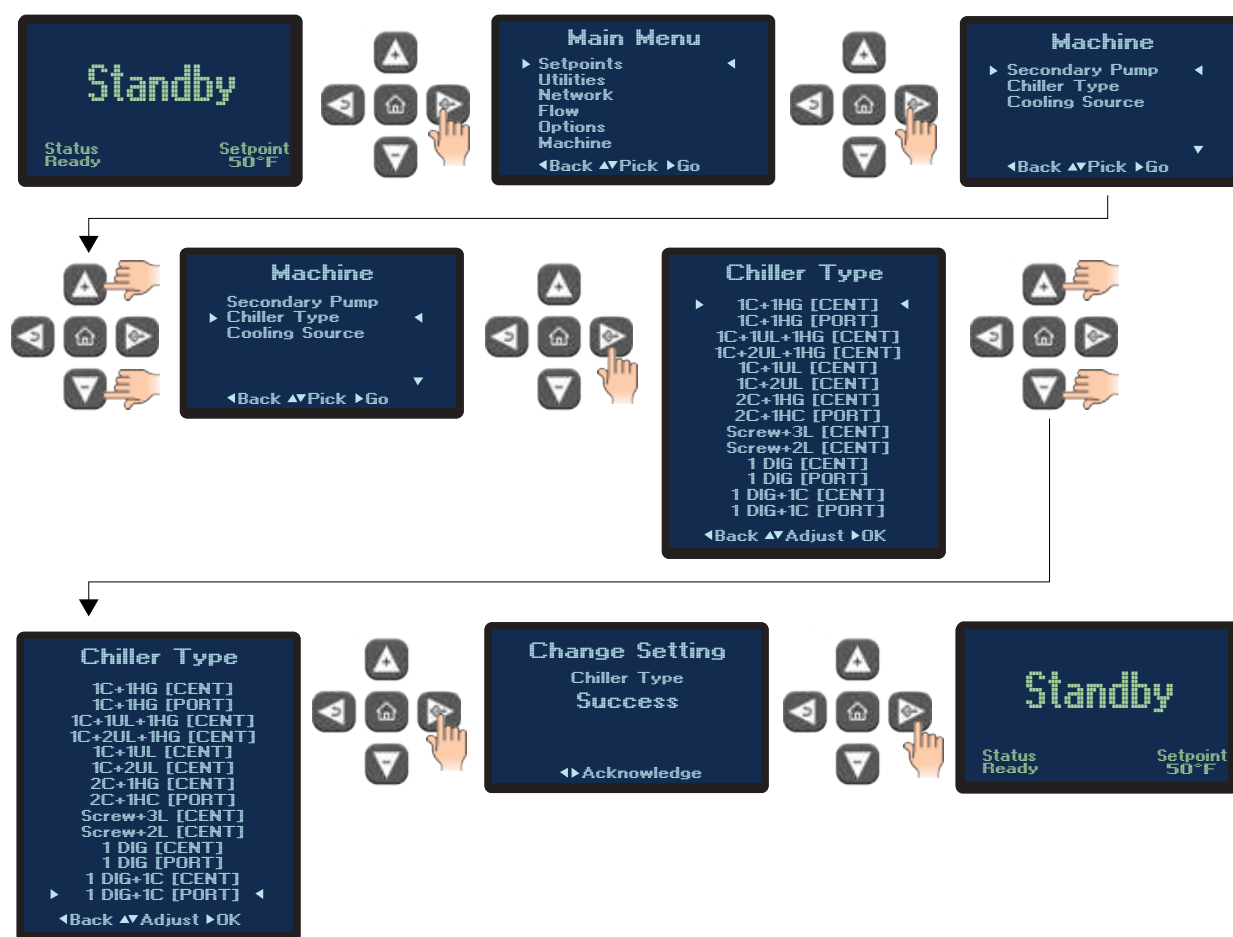 Standby
Status Setpoint
Ready 50°F
Main Menu
▶ Setpoints ◀
Utilities
Network
Flow
Options
Machine
◀Back ▲▼Pick ▶Go
Machine
▶ Secondary Pump ◀
Chiller Type
Cooling Source
▼
◀Back ▲▼Pick ▶Go
Machine
Secondary Pump
▶ Chiller Type ◀
Cooling Source
▼
◀Back ▲▼Pick ▶Go
Chiller Type
▶ 1C+1HG [CENT] ◀
1C+1HG [PORT]
1C+1UL+1HG [CENT]
1C+2UL+1HG [CENT]
1C+1UL [CENT]
1C+2UL [CENT]
2C+1HG [CENT]
2C+1HC [PORT]
Screw+3L [CENT]
Screw+2L [CENT]
1 DIG [CENT]
1 DIG [PORT]
1 DIG+1C [CENT]
1 DIG+1C [PORT]
◀Back ▲▼Adjust ▶OK
Chiller Type
1C+1HG [CENT]
1C+1HG [PORT]
1C+1UL+1HG [CENT]
1C+2UL+1HG [CENT]
1C+1UL [CENT]
1C+2UL [CENT]
2C+1HG [CENT]
2C+1HC [PORT]
Screw+3L [CENT]
Screw+2L [CENT]
1 DIG [CENT]
1 DIG [PORT]
1 DIG+1C [CENT]
▶ 1 DIG+1C [PORT] ◀
◀Back ▲▼Adjust ▶OK
Change Setting
Chiller Type
Success
◀▶Acknowledge
Standby
Status Setpoint
Ready 50°F